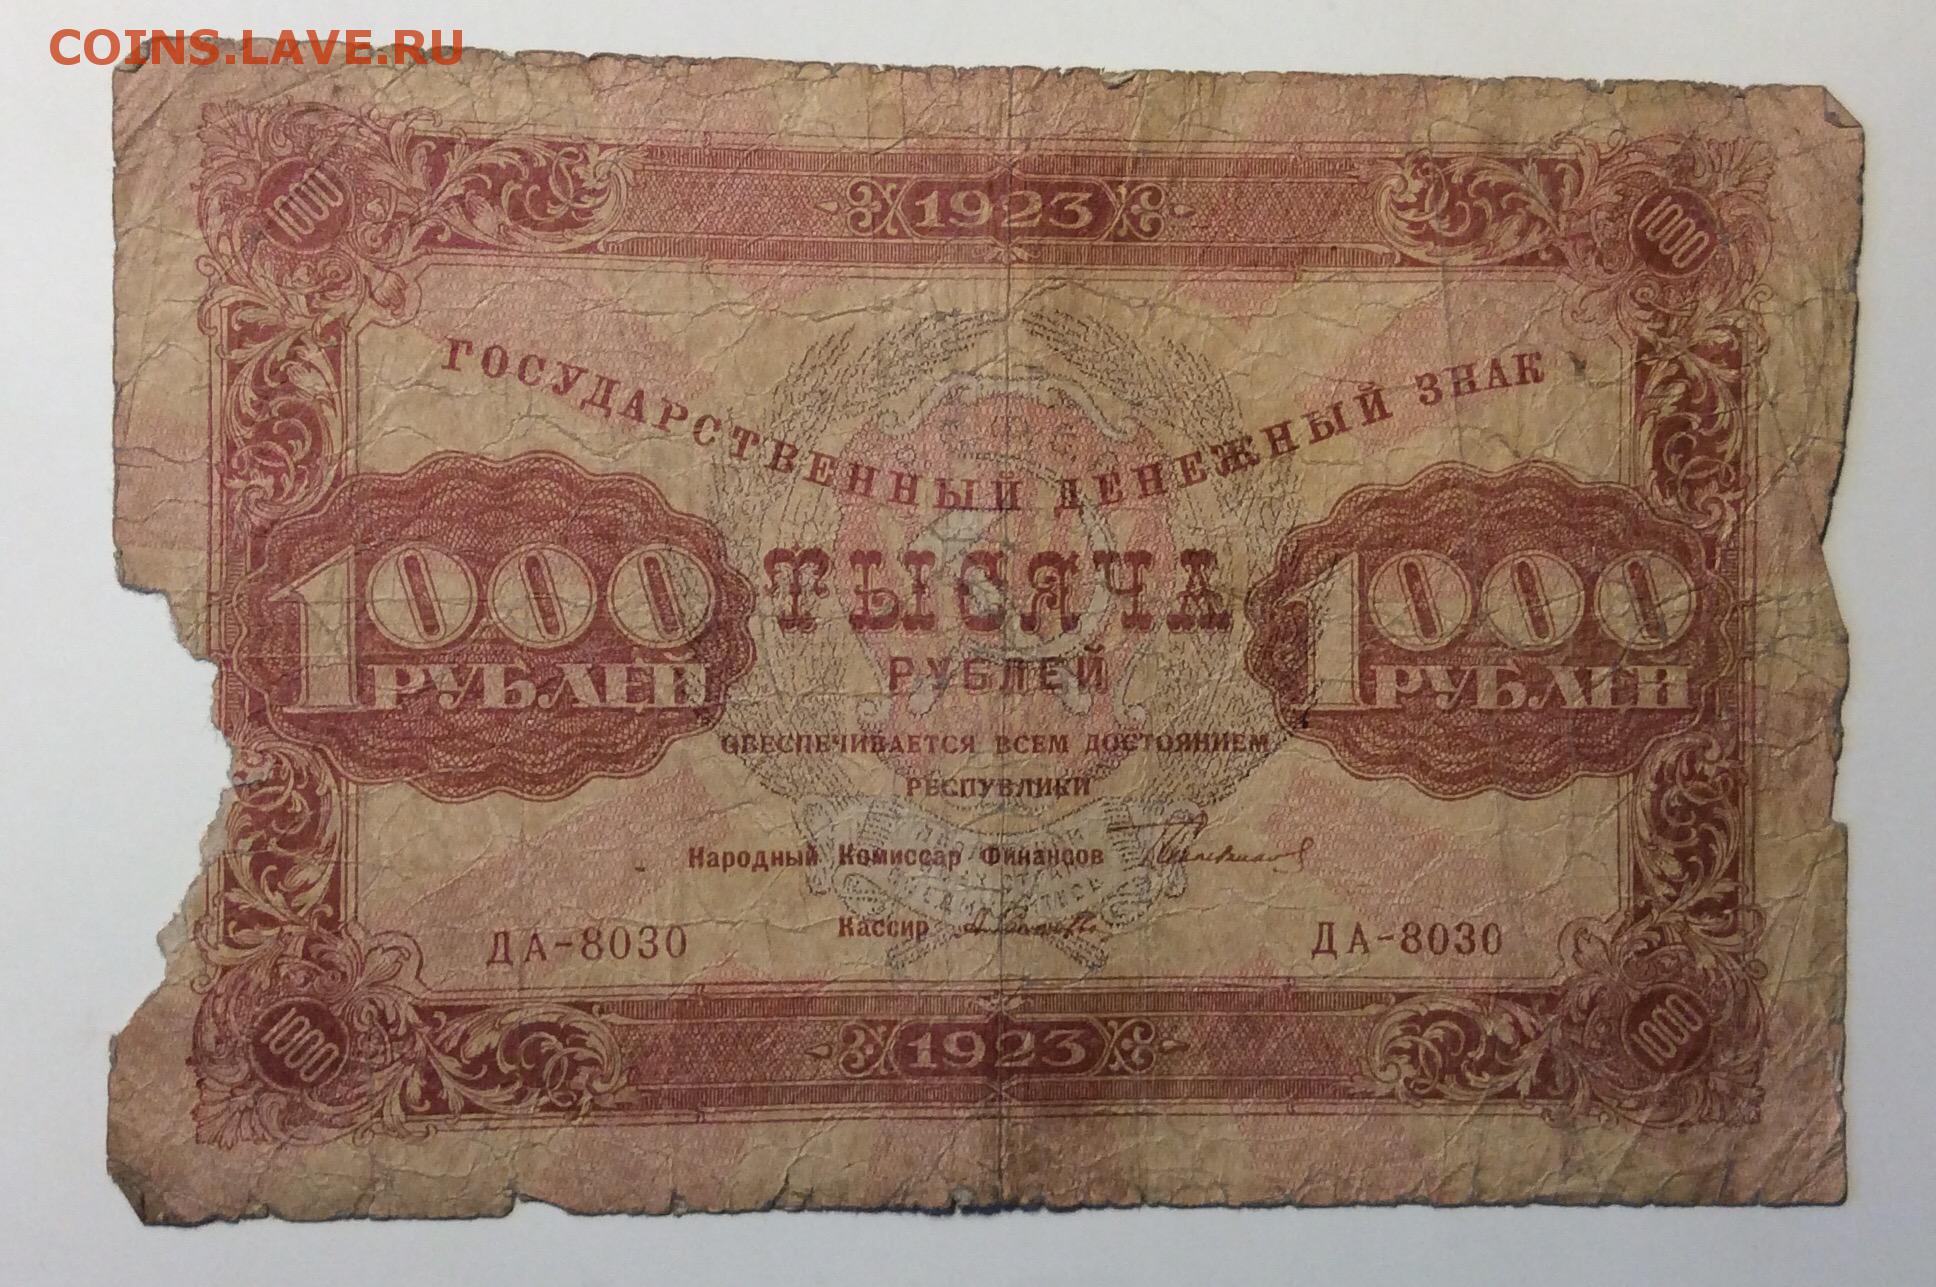 COINS.LAVE.RU
1923
1000
1000
ГОСУДАРСТВЕННЫЙ ДЕНЕЖНЫЙ ЗНАК
1000
РУБЛЕЙ
ТЫСЯЧА
РУБЛЕЙ
1000
РУБЛЕЙ
ОБЕСПЕЧИВАЕТСЯ ВСЕМ ДОСТОЯНИЕМ
РЕСПУБЛИКИ
Народный Комиссар Финансов
Кассир
ДА-8030
ДА-8030
1000
1923
1000